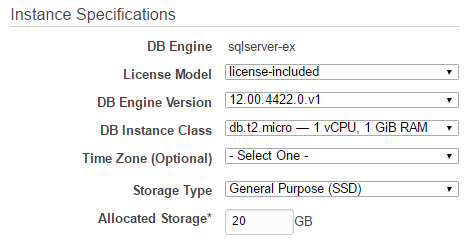 Instance Specifications
DB Engine sqlserver-ex
License Model license-included
DB Engine Version 12.00.4422.0.v1
DB Instance Class db.t2.micro — 1 vCPU, 1 GiB RAM
Time Zone (Optional) - Select One -
Storage Type General Purpose (SSD)
Allocated Storage* 20 GB